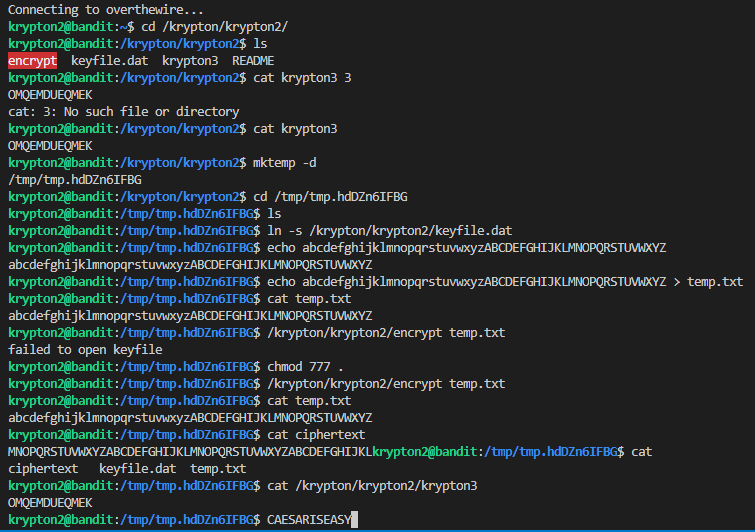 Connecting to overthewire...
krypton2@bandit:~$ cd /krypton/krypton2/
krypton2@bandit:/krypton/krypton2$ ls
encrypt keyfile.dat krypton3 README
krypton2@bandit:/krypton/krypton2$ cat krypton3 3
OMQEMDUEQMEK
cat: 3: No such file or directory
krypton2@bandit:/krypton/krypton2$ cat krypton3
OMQEMDUEQMEK
krypton2@bandit:/krypton/krypton2$ mktemp -d
/tmp/tmp.hdDZn6IFBG
krypton2@bandit:/krypton/krypton2$ cd /tmp/tmp.hdDZn6IFBG
krypton2@bandit:/tmp/tmp.hdDZn6IFBG$ ls
krypton2@bandit:/tmp/tmp.hdDZn6IFBG$ ln -s /krypton/krypton2/keyfile.dat
krypton2@bandit:/tmp/tmp.hdDZn6IFBG$ echo abcdefghijklmnopqrstuvwxyzABCDEFGHIJKLMNOPQRSTUVWXYZ
abcdefghijklmnopqrstuvwxyzABCDEFGHIJKLMNOPQRSTUVWXYZ
krypton2@bandit:/tmp/tmp.hdDZn6IFBG$ echo abcdefghijklmnopqrstuvwxyzABCDEFGHIJKLMNOPQRSTUVWXYZ > temp.txt
krypton2@bandit:/tmp/tmp.hdDZn6IFBG$ cat temp.txt
abcdefghijklmnopqrstuvwxyzABCDEFGHIJKLMNOPQRSTUVWXYZ
krypton2@bandit:/tmp/tmp.hdDZn6IFBG$ /krypton/krypton2/encrypt temp.txt
failed to open keyfile
krypton2@bandit:/tmp/tmp.hdDZn6IFBG$ chmod 777 .
krypton2@bandit:/tmp/tmp.hdDZn6IFBG$ /krypton/krypton2/encrypt temp.txt
krypton2@bandit:/tmp/tmp.hdDZn6IFBG$ cat temp.txt
abcdefghijklmnopqrstuvwxyzABCDEFGHIJKLMNOPQRSTUVWXYZ
krypton2@bandit:/tmp/tmp.hdDZn6IFBG$ cat ciphertext
MNOPQRSTUVWXYZABCDEFGHIJKLMNOPQRSTUVWXYZABCDEFGHIJKLkrypton2@bandit:/tmp/tmp.hdDZn6IFBG$ cat
ciphertext keyfile.dat temp.txt
krypton2@bandit:/tmp/tmp.hdDZn6IFBG$ cat /krypton/krypton2/krypton3
OMQEMDUEQMEK
krypton2@bandit:/tmp/tmp.hdDZn6IFBG$ CAESARISEASY